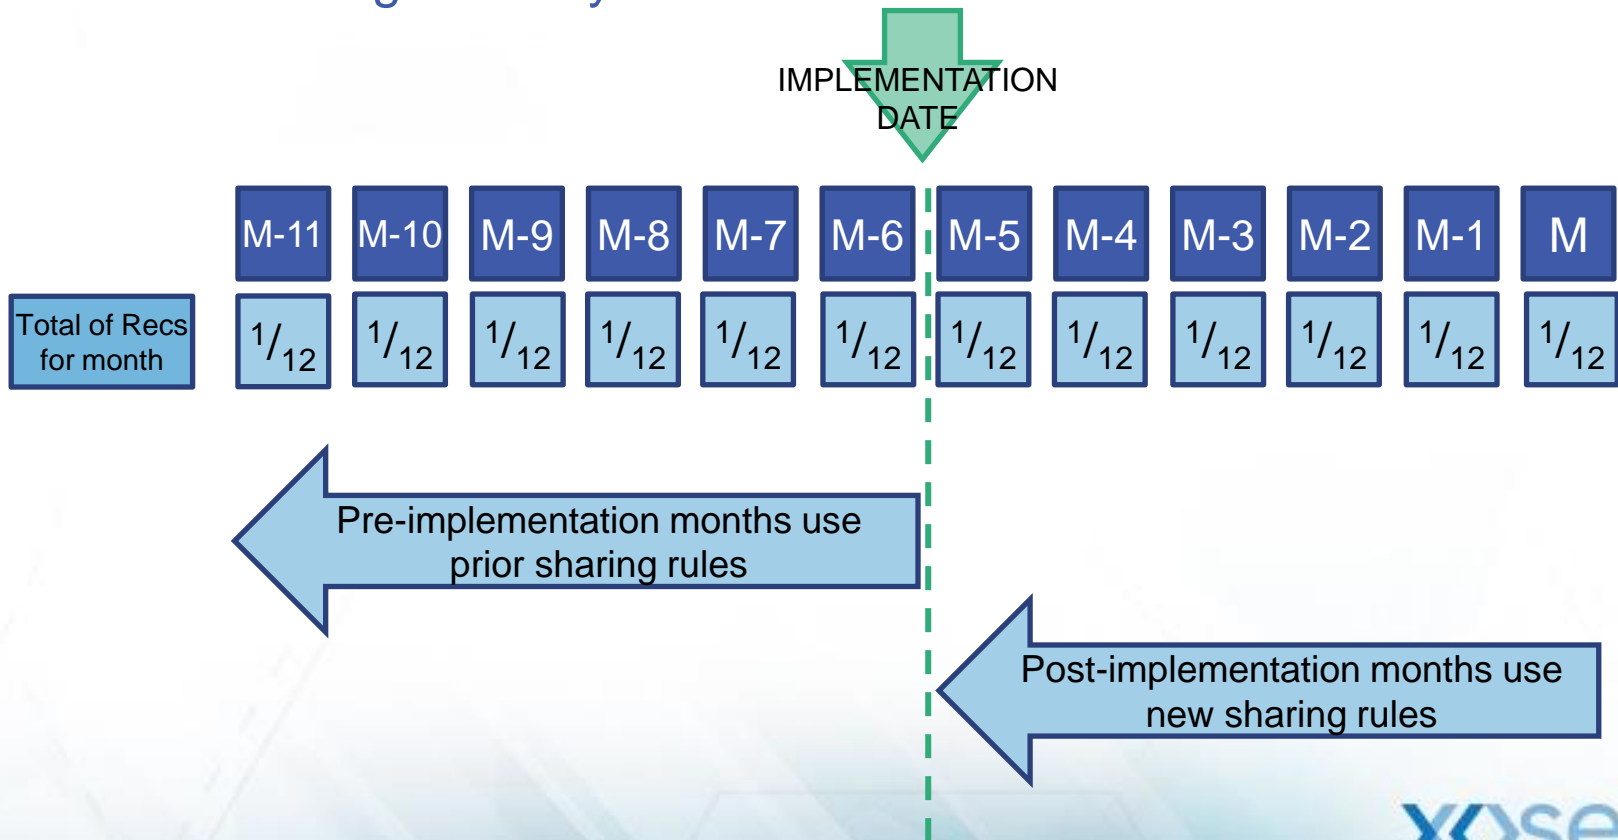 IMPLEMENTATION
DATE
M-11 M-10 M-9 M-8 M-7 M-6 M-5 M-4 M-3 M-2 M-1 M
Total of Recs
for month
1/12 1/12 1/12 1/12 1/12 1/12 1/12 1/12 1/12 1/12 1/12 1/12
Pre-implementation months use
prior sharing rules
Post-implementation months use
new sharing rules